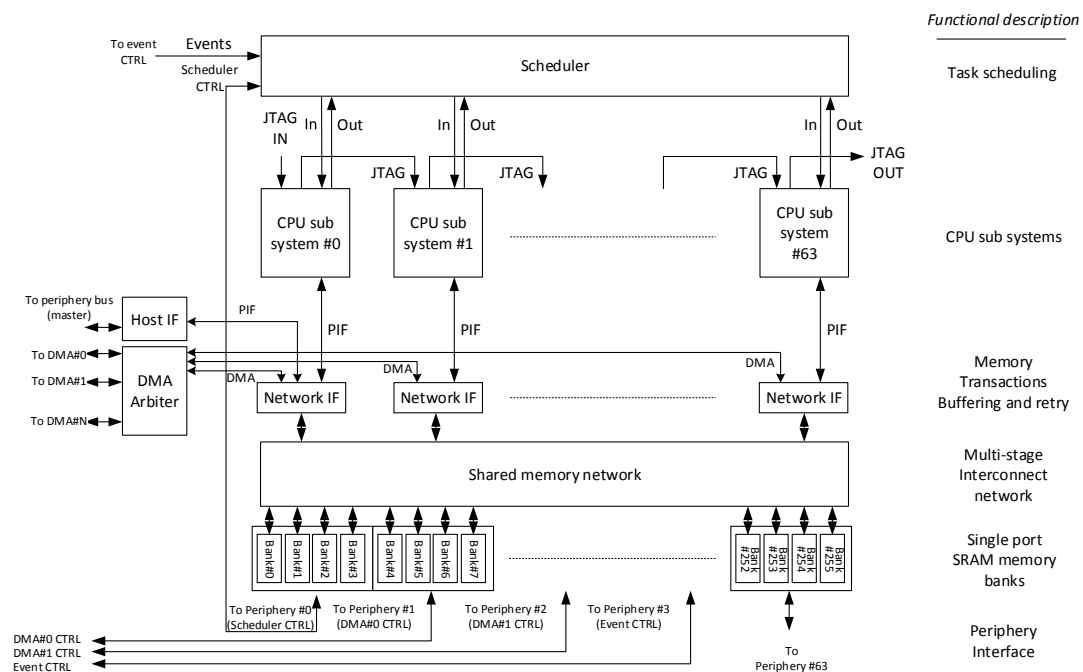 Functional description
To event
CTRL
Events
Scheduler
CTRL
Scheduler
Task scheduling
JTAG
IN
In
Out
In
Out
In
Out
JTAG
JTAG
JTAG
JTAG
OUT
CPU sub
system #0
CPU sub
system #1
CPU sub
system
#63
CPU sub systems
To periphery bus
(master)
Host IF
PIF
PIF
PIF
PIF
To DMA#0
To DMA#1
To DMA#N
DMA
Arbiter
DMA
DMA
DMA
Network IF
Network IF
Network IF
Memory
Transactions
Buffering and retry
Shared memory network
Multi-stage
Interconnect
network
Bank#0
Bank#1
Bank#2
Bank#3
Bank#4
Bank#5
Bank#6
Bank#7
Bank
#252
Bank
#253
Bank
#254
Bank
#255
Single port
SRAM memory
banks
To Periphery #0
(Scheduler CTRL)
To Periphery #1
(DMA#0 CTRL)
To Periphery #2
(DMA#1 CTRL)
To Periphery #3
(Event CTRL)
DMA#0 CTRL
DMA#1 CTRL
Event CTRL
To
Periphery #63
Periphery
Interface